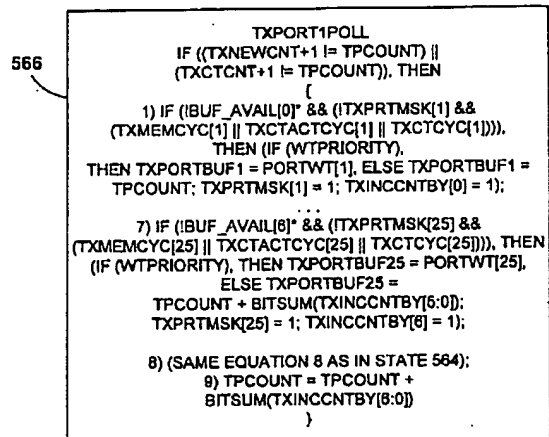 566
TXPORT1POLL
IF ((TXNEWCNT+1 != TPCOUNT) ||
(TXCTCNT+1 != TPCOUNT)), THEN
{
1) IF (!BUF_AVAIL[0]* && (!TXPRTMSK[1] &&
(TXMEMCYC[1] || TXCTACTCYC[1] || TXCTCYC[1]))),
THEN (IF (WTPRIORITY),
THEN TXPORTBUF1 = PORTWT[1], ELSE TXPORTBUF1 =
TPCOUNT; TXPRTMSK[1] = 1; TXINCCNTBY[0] = 1);
...
7) IF (!BUF_AVAIL[6]* && (!TXPRTMSK[25] &&
(TXMEMCYC[25] || TXCTACTCYC[25] || TXCTCYC[25]))), THEN
(IF (WTPRIORITY), THEN TXPORTBUF25 = PORTWT[25],
ELSE TXPORTBUF25 =
TPCOUNT + BITSUM(TXINCCNTBY[5:0]);
TXPRTMSK[25] = 1; TXINCCNTBY[6] = 1);
8) (SAME EQUATION 8 AS IN STATE 564);
9) TPCOUNT = TPCOUNT +
BITSUM(TXINCCNTBY[6:0])
}